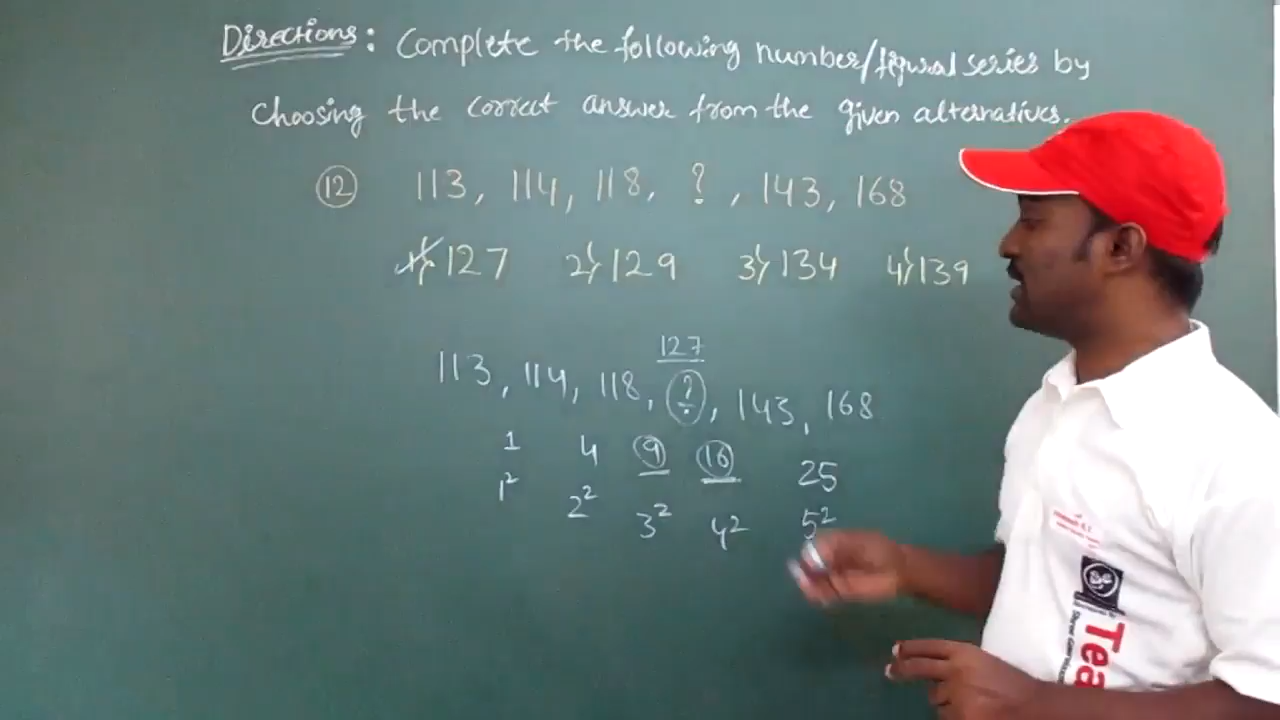 Directions: Complete the following number/figural series by
choosing the correct answer from the given alternatives.
12 113, 114, 118, ?, 143, 168
1) 127 2) 129 3) 134 4) 139
127
113, 114, 118, ?, 143, 168
1 4 9 16 25
1² 2² 3² 4² 5²
Tea